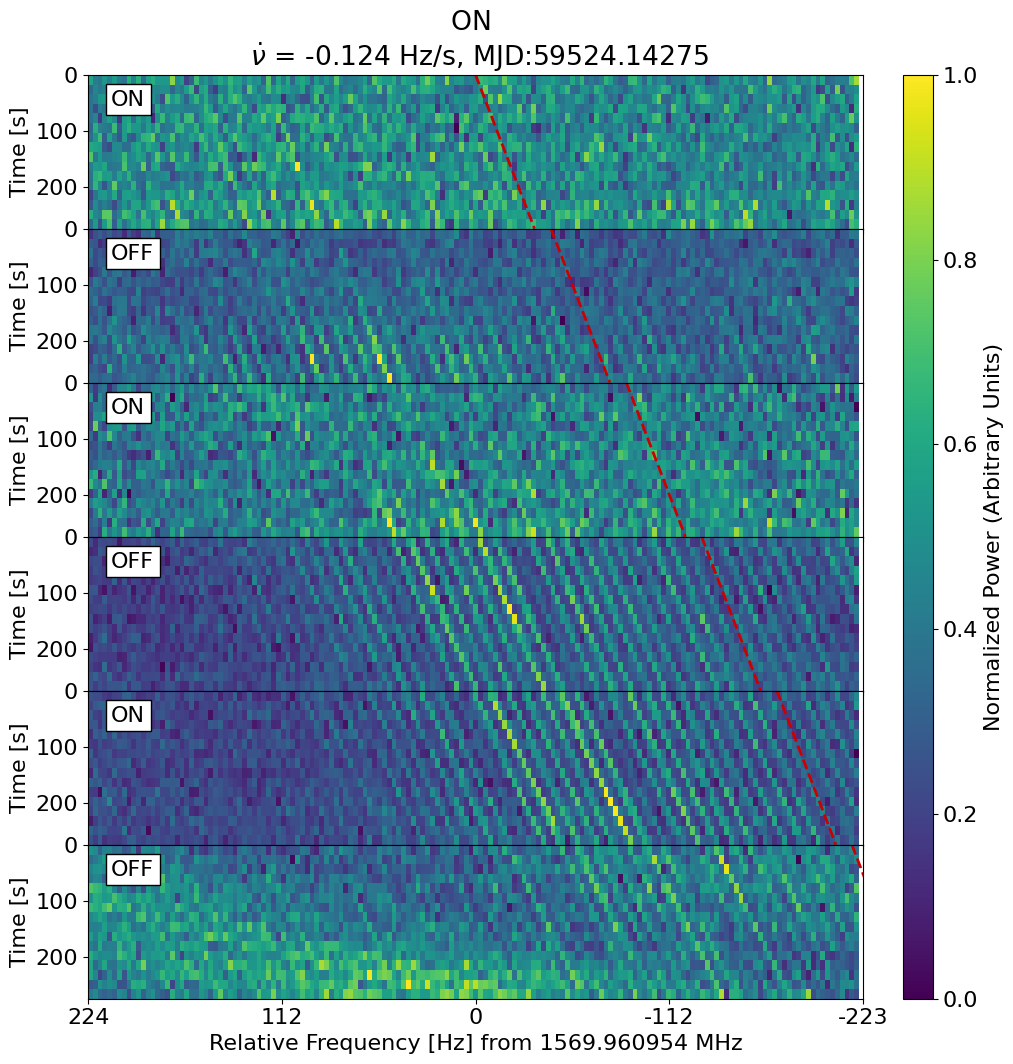 ON
ν̇ = -0.124 Hz/s, MJD:59524.14275
0
ON
100
200
Time [s]
0
OFF
100
200
Time [s]
0
ON
100
200
Time [s]
0
OFF
100
200
Time [s]
0
ON
100
200
Time [s]
0
OFF
100
200
Time [s]
224 112 0 -112 -223
Relative Frequency [Hz] from 1569.960954 MHz
1.0
0.8
0.6
0.4
0.2
0.0
Normalized Power (Arbitrary Units)